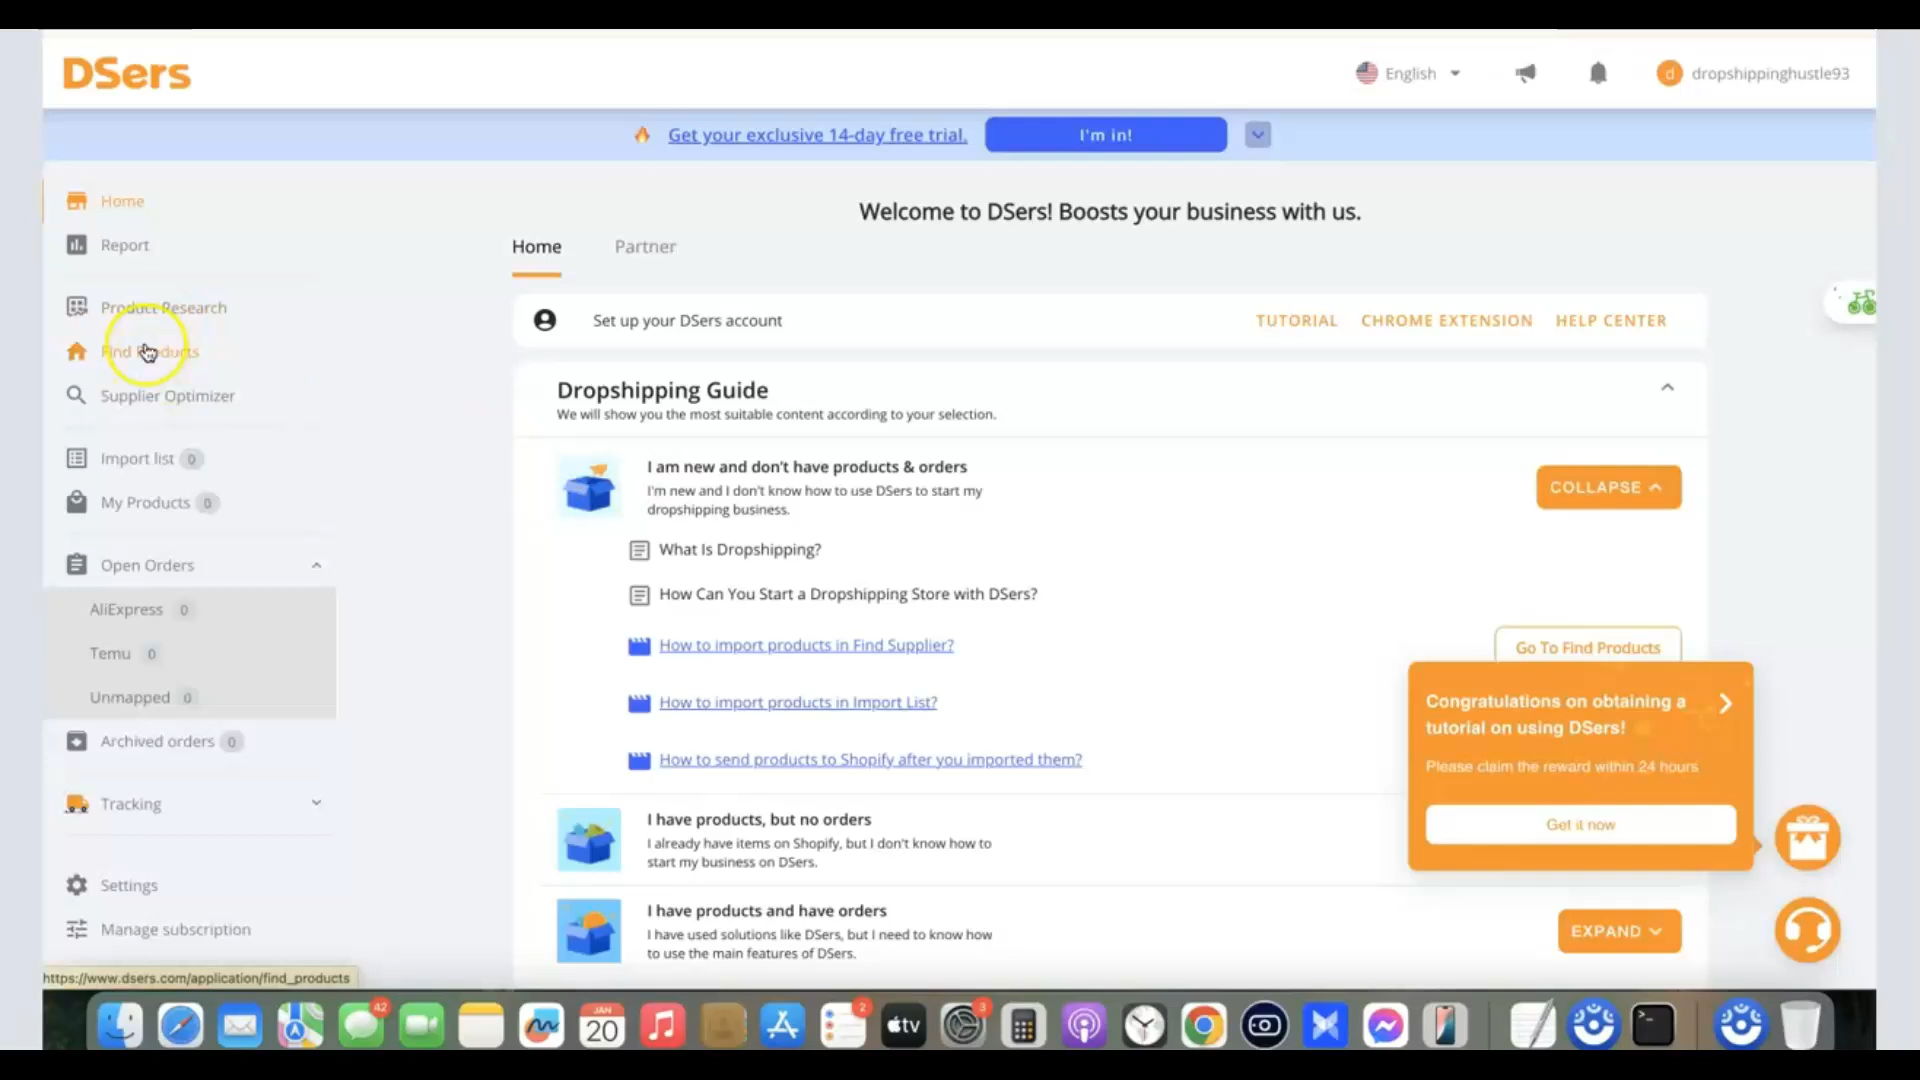 DSers
English
d
dropshippinghustle93
Get your exclusive 14-day free trial.
I'm in!
Home
Report
Product Research
Find Products
Supplier Optimizer
Import list 0
My Products 0
Open Orders
AliExpress 0
Temu 0
Unmapped 0
Archived orders 0
Tracking
Settings
Manage subscription
https://www.dsers.com/application/find_products
Welcome to DSers! Boosts your business with us.
Home
Partner
Set up your DSers account
TUTORIAL
CHROME EXTENSION
HELP CENTER
Dropshipping Guide
We will show you the most suitable content according to your selection.
I am new and don't have products & orders
I'm new and I don't know how to use DSers to start my
dropshipping business.
COLLAPSE
What Is Dropshipping?
How Can You Start a Dropshipping Store with DSers?
How to import products in Find Supplier?
Go To Find Products
How to import products in Import List?
How to send products to Shopify after you imported them?
I have products, but no orders
I already have items on Shopify, but I don't know how to
start my business on DSers.
I have products and have orders
I have used solutions like DSers, but I need to know how
to use the main features of DSers.
EXPAND
Congratulations on obtaining a
tutorial on using DSers!
Please claim the reward within 24 hours
Get it now
42
JAN
20
2
tv
3